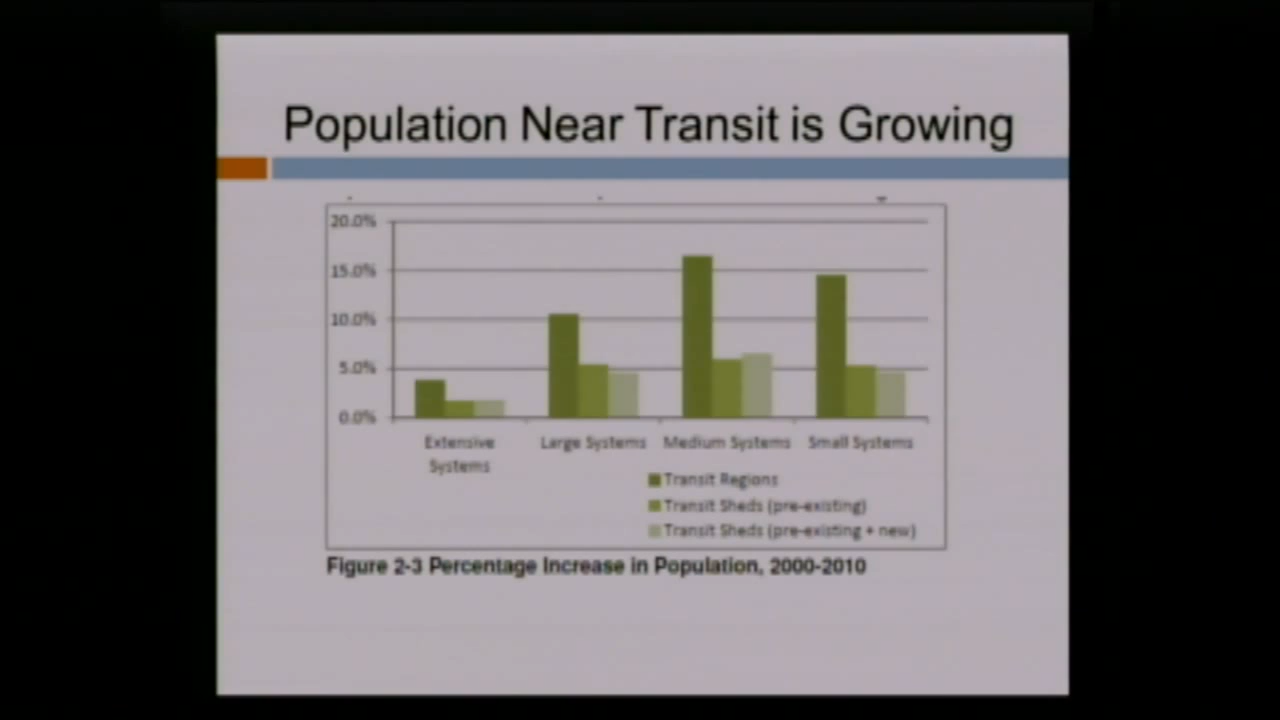 Population Near Transit is Growing
20.0%
15.0%
10.0%
5.0%
0.0%
Extensive Systems
Large Systems
Medium Systems
Small Systems
Transit Regions
Transit Sheds (pre-existing)
Transit Sheds (pre-existing + new)
Figure 2-3 Percentage Increase in Population, 2000-2010